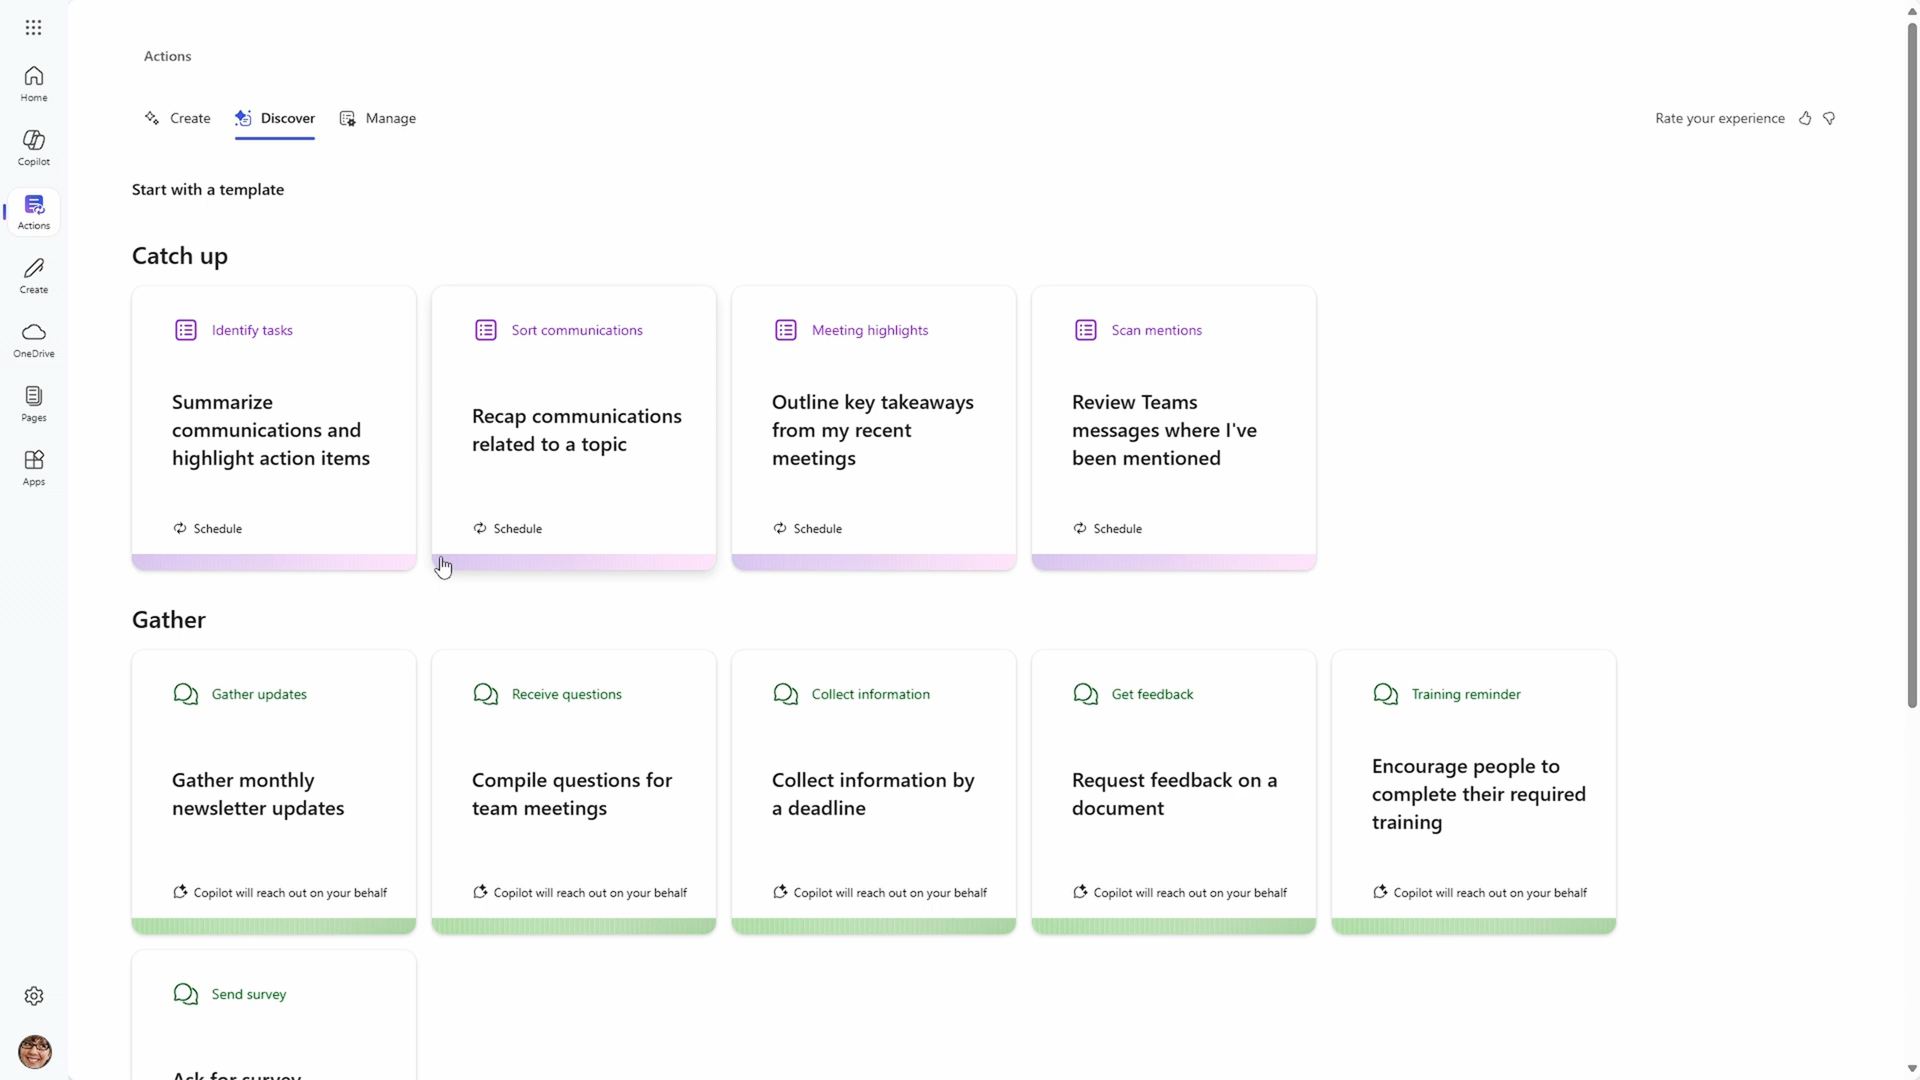 Actions
Home
Copilot
Actions
Create
OneDrive
Pages
Apps
Create
Discover
Manage
Rate your experience
Start with a template
Catch up
Identify tasks
Summarize
communications and
highlight action items
Schedule
Sort communications
Recap communications
related to a topic
Schedule
Meeting highlights
Outline key takeaways
from my recent
meetings
Schedule
Scan mentions
Review Teams
messages where I've
been mentioned
Schedule
Gather
Gather updates
Gather monthly
newsletter updates
Copilot will reach out on your behalf
Receive questions
Compile questions for
team meetings
Copilot will reach out on your behalf
Collect information
Collect information by
a deadline
Copilot will reach out on your behalf
Get feedback
Request feedback on a
document
Copilot will reach out on your behalf
Training reminder
Encourage people to
complete their required
training
Copilot will reach out on your behalf
Send survey
Ask for survey